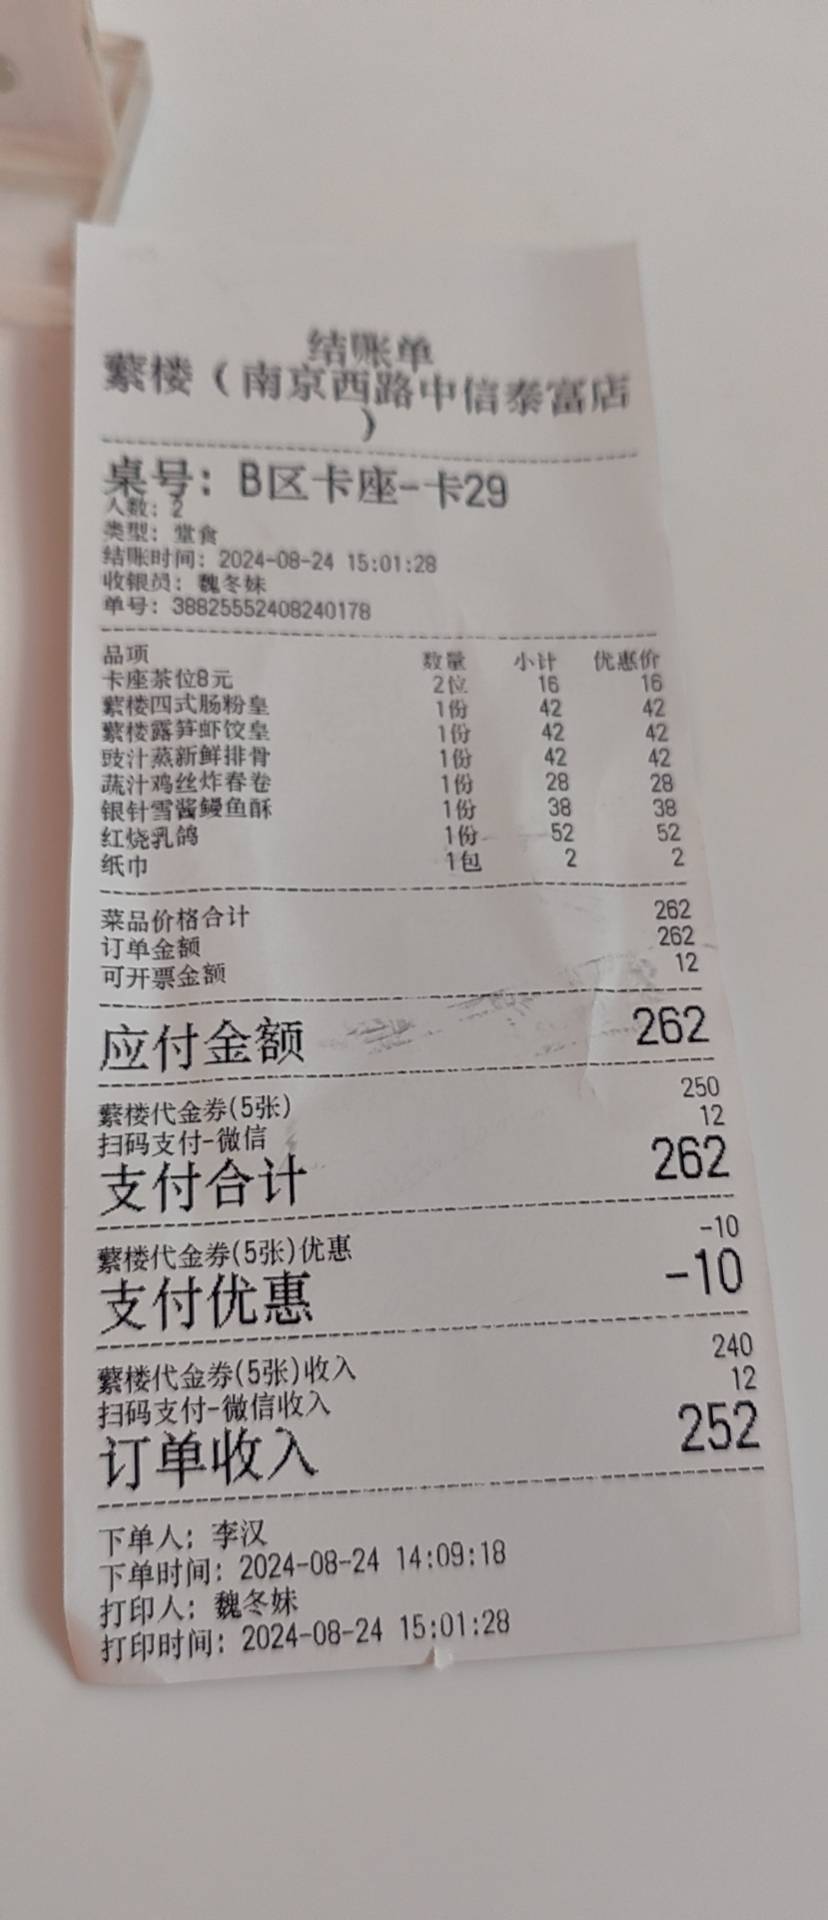 结账单
蘩楼（南京西路中信泰富店
）
桌号：B区卡座-卡29
人数：2
类型：堂食
结账时间：2024-08-24 15:01:28
收银员：魏冬妹
单号：38825552408240178
品项 数量 小计 优惠价
卡座茶位8元 2位 16 16
蘩楼四式肠粉皇 1份 42 42
蘩楼露笋虾饺皇 1份 42 42
豉汁蒸新鲜排骨 1份 42 42
蔬汁鸡丝炸春卷 1份 28 28
银针雪酱鳗鱼酥 1份 38 38
红烧乳鸽 1份 52 52
纸巾 1包 2 2
菜品价格合计 262
订单金额 262
可开票金额 12
应付金额 262
蘩楼代金券(5张) 250
扫码支付-微信 12
支付合计 262
蘩楼代金券(5张)优惠 -10
支付优惠 -10
蘩楼代金券(5张)收入 240
扫码支付-微信收入 12
订单收入 252
下单人：李汉
下单时间：2024-08-24 14:09:18
打印人：魏冬妹
打印时间：2024-08-24 15:01:28